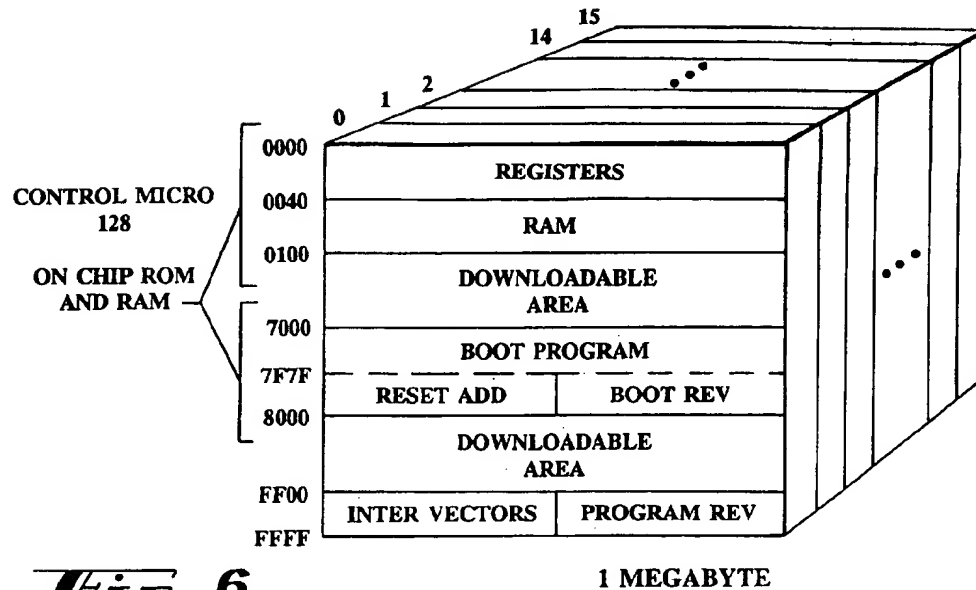 15
14
2
1
0
0000
REGISTERS
CONTROL MICRO
128
0040
RAM
0100
ON CHIP ROM
AND RAM
DOWNLOADABLE
AREA
7000
BOOT PROGRAM
7F7F
RESET ADD BOOT REV
8000
DOWNLOADABLE
AREA
FF00
INTER VECTORS PROGRAM REV
FFFF
1 MEGABYTE
6